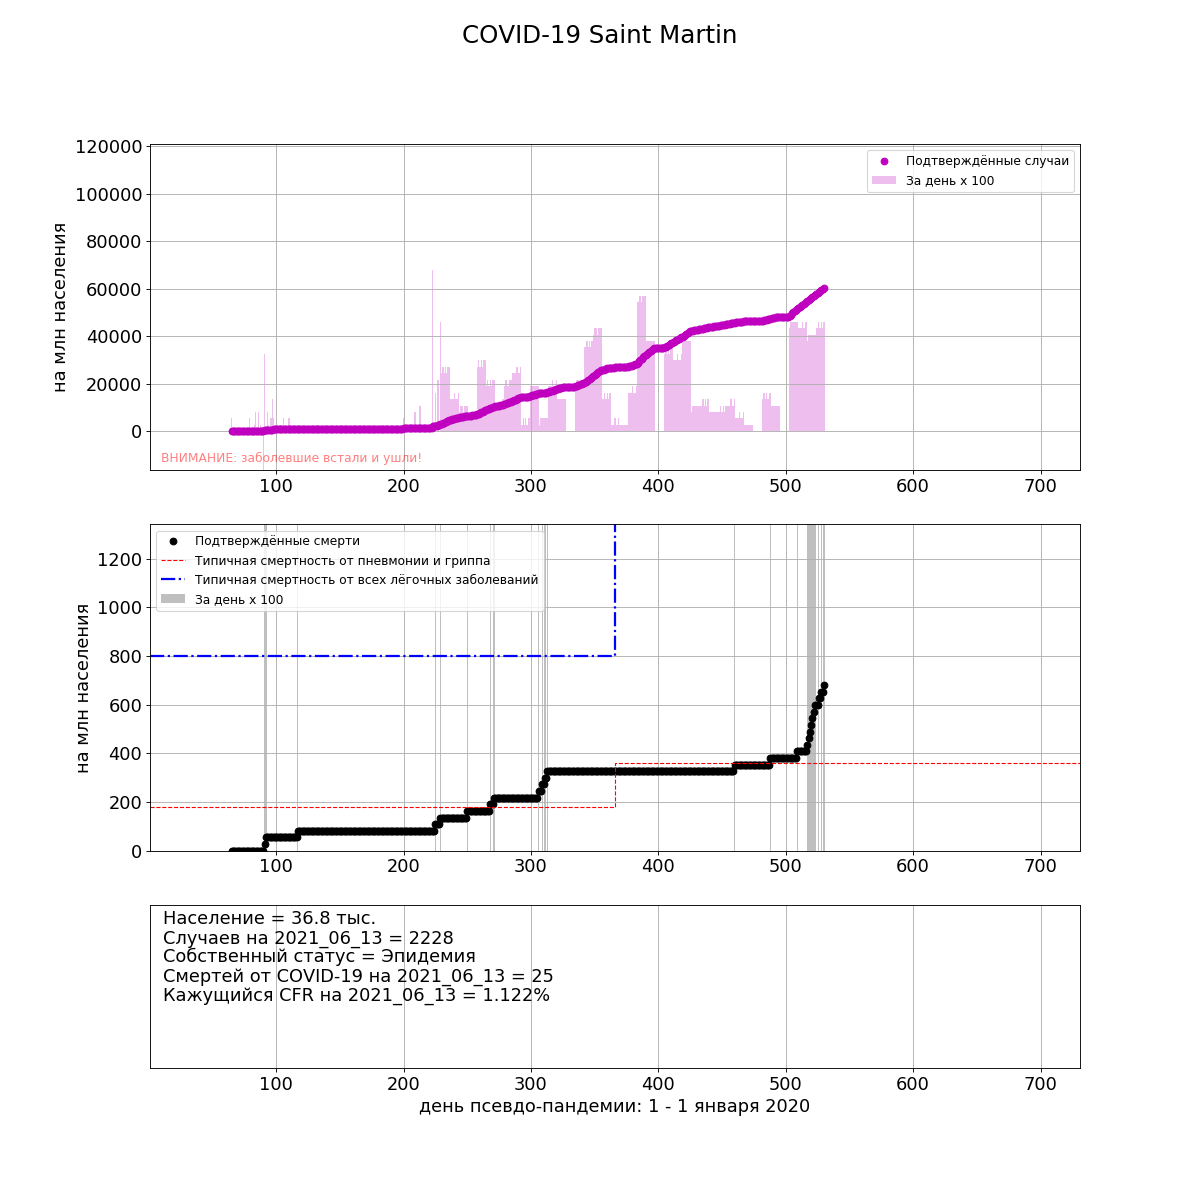 COVID-19 Saint Martin
120000
100000
80000
60000
40000
20000
0
на млн населения
Подтверждённые случаи
За день x 100
ВНИМАНИЕ: заболевшие встали и ушли!
100 200 300 400 500 600 700
1200
1000
800
600
400
200
0
на млн населения
Подтверждённые смерти
Типичная смертность от пневмонии и гриппа
Типичная смертность от всех лёгочных заболеваний
За день x 100
100 200 300 400 500 600 700
Население = 36.8 тыс.
Случаев на 2021_06_13 = 2228
Собственный статус = Эпидемия
Смертей от COVID-19 на 2021_06_13 = 25
Кажущийся CFR на 2021_06_13 = 1.122%
100 200 300 400 500 600 700
день псевдо-пандемии: 1 - 1 января 2020